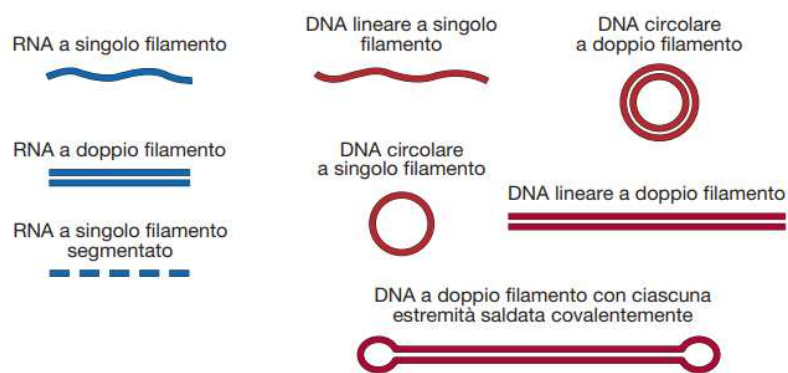 RNA a singolo filamento
DNA lineare a singolo
filamento
DNA circolare
a doppio filamento
RNA a doppio filamento
DNA circolare
a singolo filamento
DNA lineare a doppio filamento
RNA a singolo filamento
segmentato
DNA a doppio filamento con ciascuna
estremità saldata covalentemente